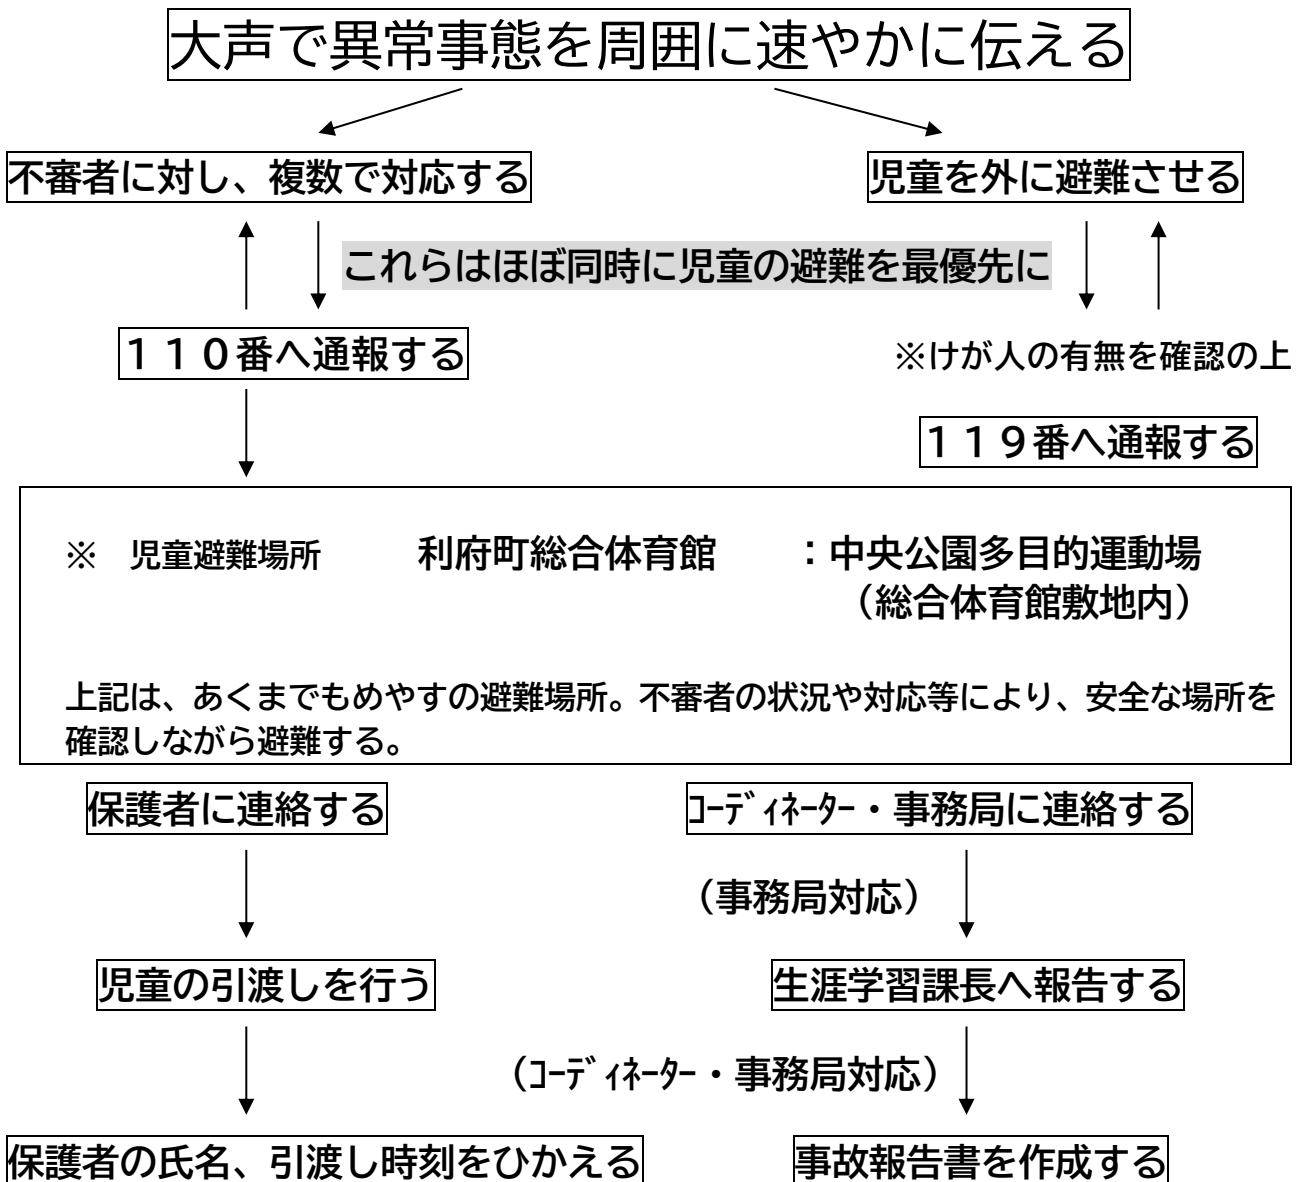 大声で異常事態を周囲に速やかに伝える
不審者に対し、複数で対応する
児童を外に避難させる
これらはほぼ同時に児童の避難を最優先に
１１０番へ通報する
※けが人の有無を確認の上
１１９番へ通報する
※　児童避難場所　利府町総合体育館　：中央公園多目的運動場
（総合体育館敷地内）
上記は、あくまでもめやすの避難場所。不審者の状況や対応等により、安全な場所を
確認しながら避難する。
保護者に連絡する
ｺｰﾃﾞｨﾈｰﾀｰ・事務局に連絡する
（事務局対応）
児童の引渡しを行う
生涯学習課長へ報告する
（ｺｰﾃﾞｨﾈｰﾀｰ・事務局対応）
保護者の氏名、引渡し時刻をひかえる
事故報告書を作成する